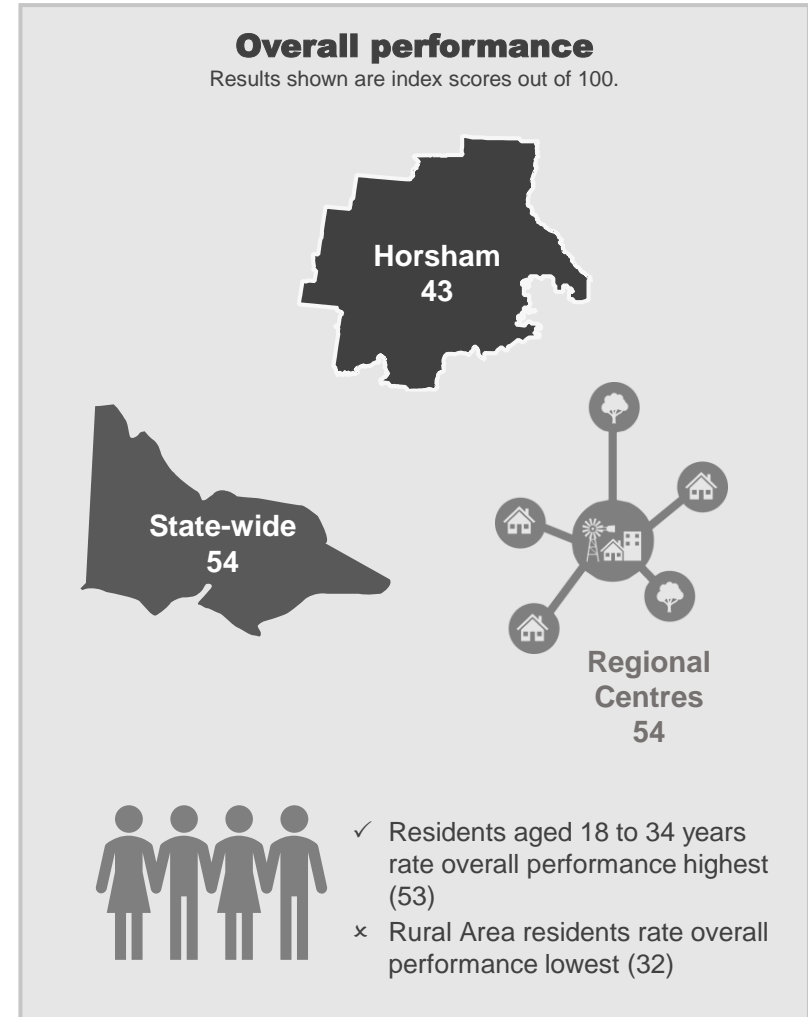 Overall performance
Results shown are index scores out of 100.
Horsham
43
State-wide
54
Regional
Centres
54
✓ Residents aged 18 to 34 years
rate overall performance highest
(53)
× Rural Area residents rate overall
performance lowest (32)